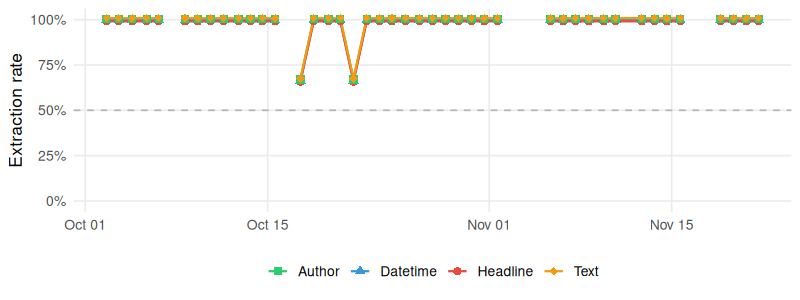 Extraction rate
100%
75%
50%
25%
0%
Oct 01 Oct 15 Nov 01 Nov 15
Author Datetime Headline Text